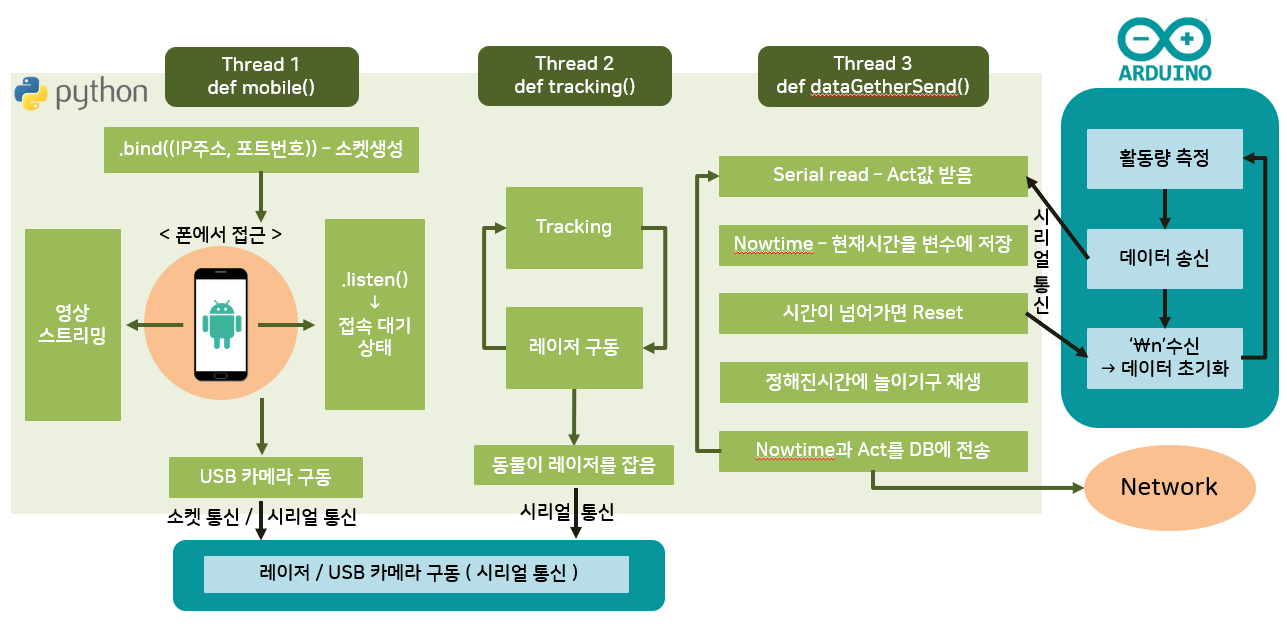 python
Thread 1
def mobile()
.bind((IP주소, 포트번호)) – 소켓생성
< 폰에서 접근 >
영상
스트리밍
.listen()
↓
접속 대기
상태
USB 카메라 구동
소켓 통신 / 시리얼 통신
Thread 2
def tracking()
Tracking
레이저 구동
동물이 레이저를 잡음
시리얼 통신
레이저 / USB 카메라 구동 ( 시리얼 통신 )
Thread 3
def dataGetherSend()
Serial read – Act값 받음
Nowtime – 현재시간을 변수에 저장
시간이 넘어가면 Reset
정해진시간에 놀이기구 재생
Nowtime과 Act를 DB에 전송
시리얼 통신
ARDUINO
활동량 측정
데이터 송신
‘₩n’수신
→ 데이터 초기화
Network